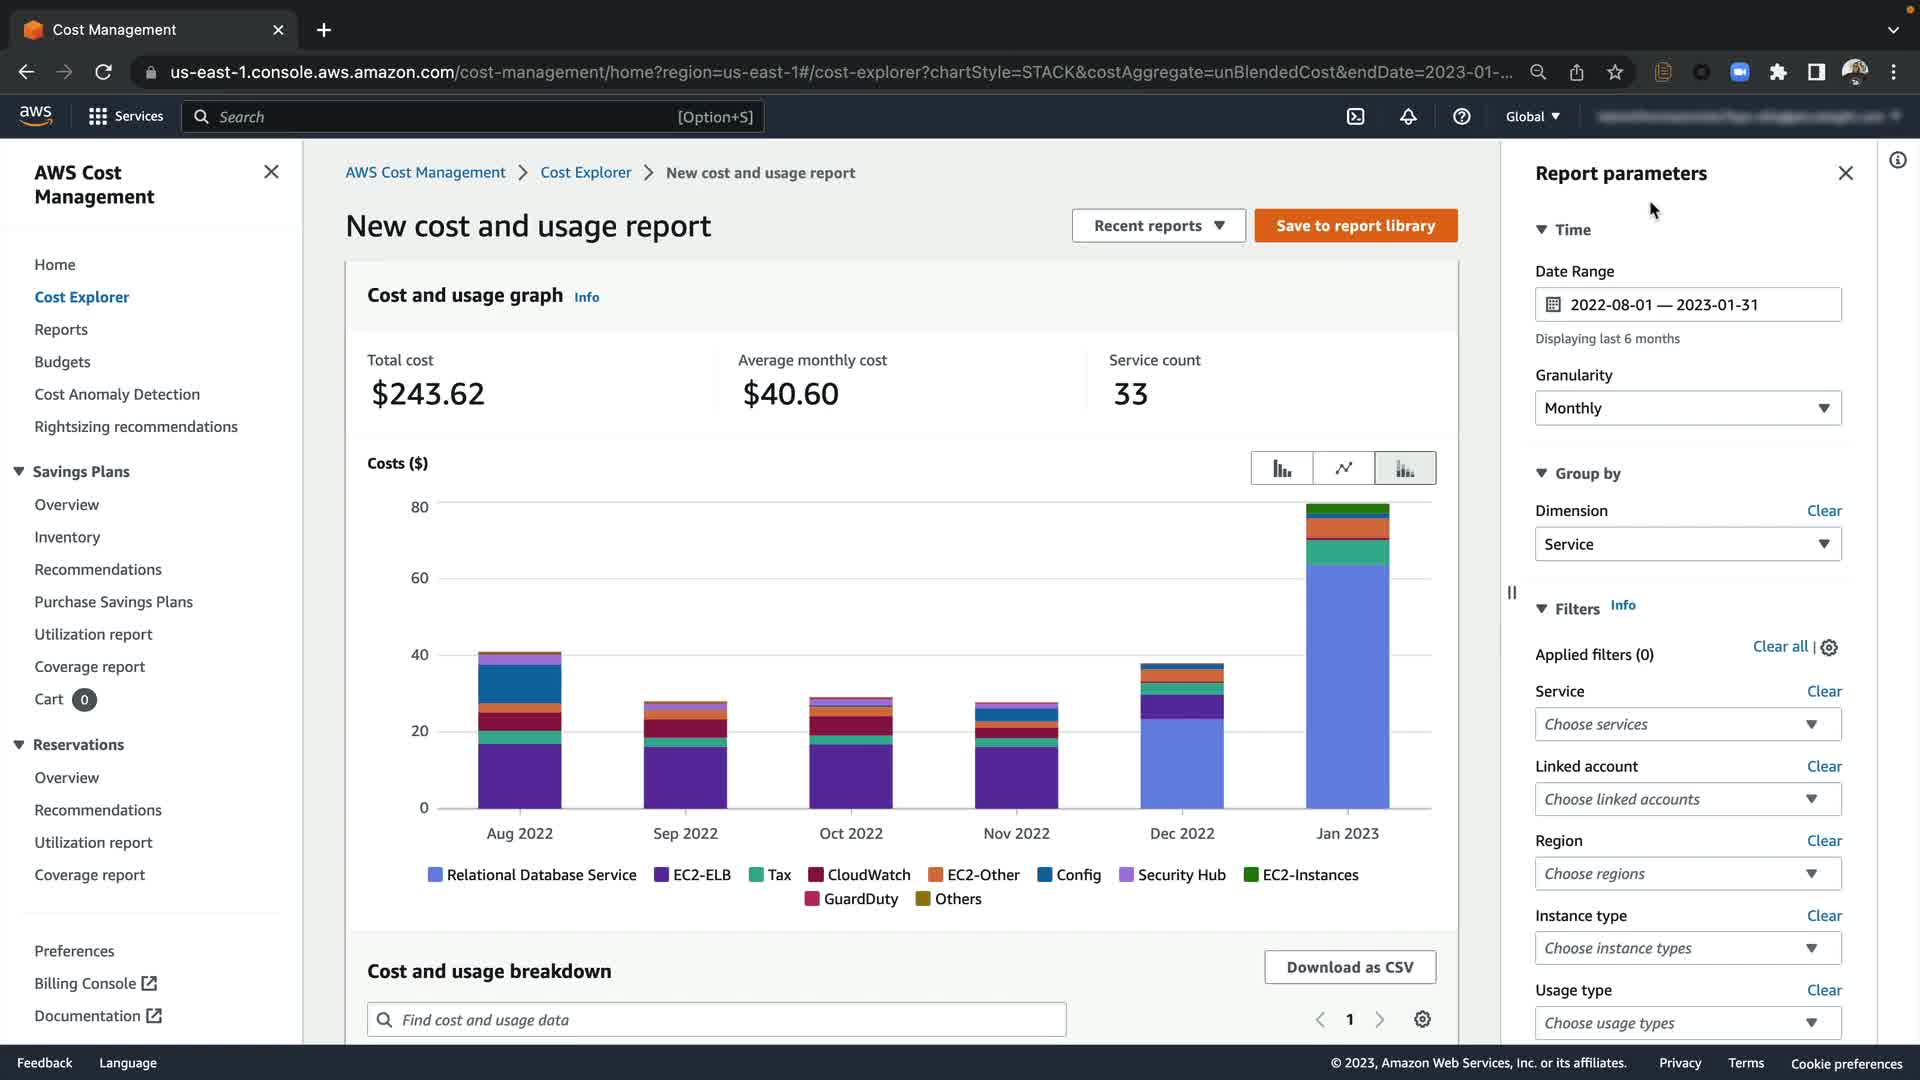 Cost Management
us-east-1.console.aws.amazon.com/cost-management/home?region=us-east-1#/cost-explorer?chartStyle=STACK&costAggregate=unBlendedCost&endDate=2023-01-...
aws
Services
Search
[Option+S]
Global
AWS Cost
Management
Home
Cost Explorer
Reports
Budgets
Cost Anomaly Detection
Rightsizing recommendations
Savings Plans
Overview
Inventory
Recommendations
Purchase Savings Plans
Utilization report
Coverage report
Cart 0
Reservations
Overview
Recommendations
Utilization report
Coverage report
Preferences
Billing Console
Documentation
AWS Cost Management > Cost Explorer > New cost and usage report
New cost and usage report
Recent reports
Save to report library
Cost and usage graph Info
Total cost
$243.62
Average monthly cost
$40.60
Service count
33
Costs ($)
80
60
40
20
0
Aug 2022
Sep 2022
Oct 2022
Nov 2022
Dec 2022
Jan 2023
Relational Database Service EC2-ELB Tax CloudWatch EC2-Other Config Security Hub EC2-Instances
GuardDuty Others
Cost and usage breakdown
Download as CSV
Find cost and usage data
1
Report parameters
Time
Date Range
2022-08-01 — 2023-01-31
Displaying last 6 months
Granularity
Monthly
Group by
Dimension Clear
Service
Filters Info
Applied filters (0) Clear all |
Service Clear
Choose services
Linked account Clear
Choose linked accounts
Region Clear
Choose regions
Instance type Clear
Choose instance types
Usage type Clear
Choose usage types
Feedback
Language
© 2023, Amazon Web Services, Inc. or its affiliates.
Privacy
Terms
Cookie preferences